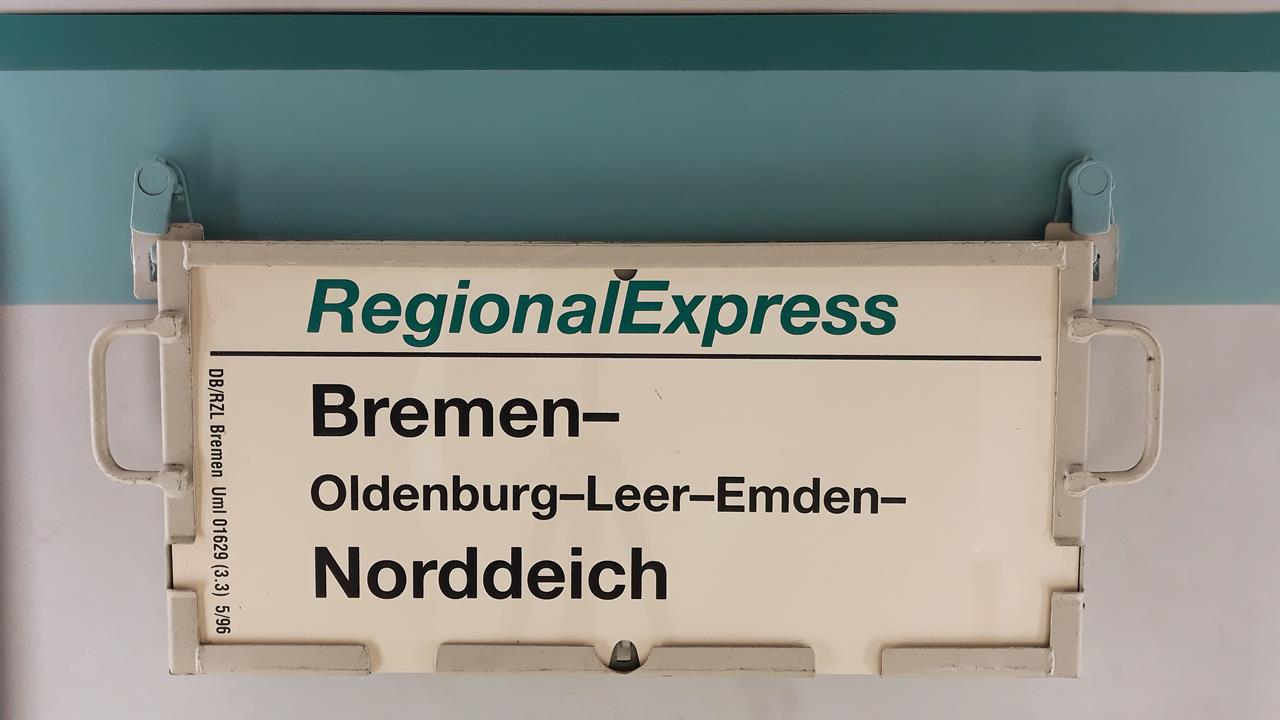 RegionalExpress
Bremen–
Oldenburg–Leer–Emden–
Norddeich
DB/RZL Bremen Uml 01629 (3.3) 5/96